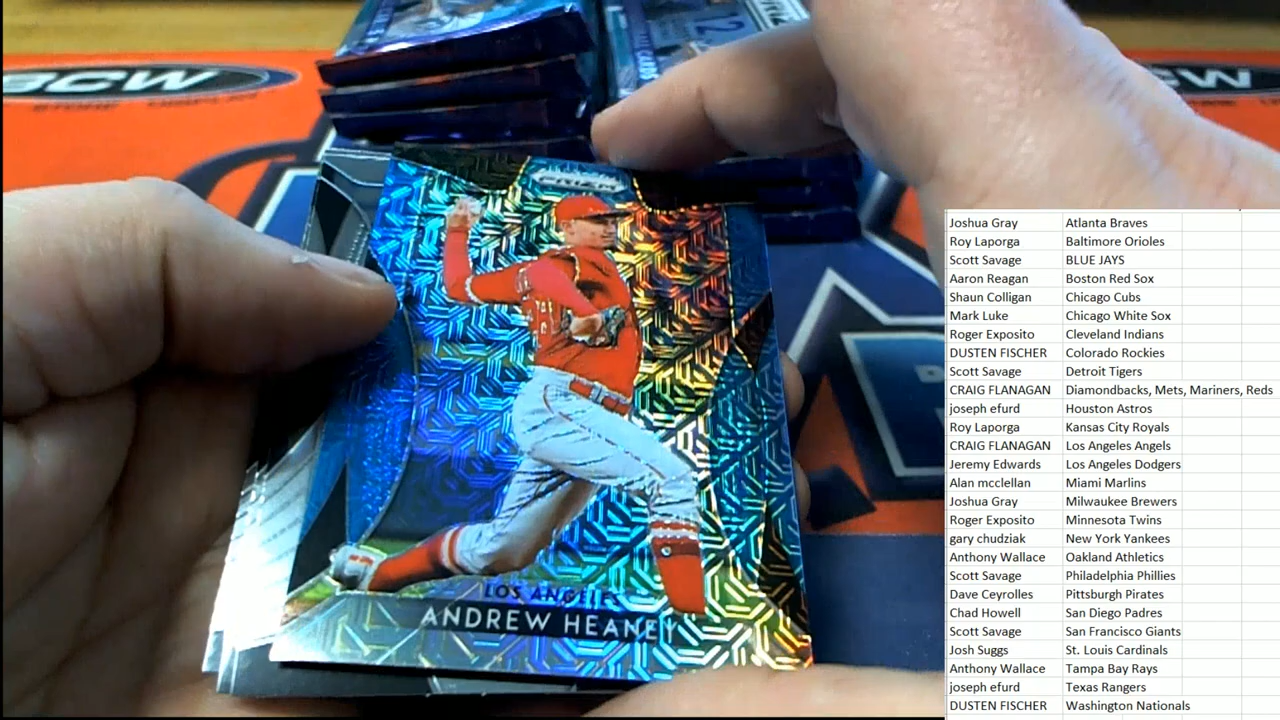 BCW
12
PRIZM
CW
LOS ANGELES
ANDREW HEANEY
Joshua Gray Atlanta Braves
Roy Laporga Baltimore Orioles
Scott Savage BLUE JAYS
Aaron Reagan Boston Red Sox
Shaun Colligan Chicago Cubs
Mark Luke Chicago White Sox
Roger Exposito Cleveland Indians
DUSTEN FISCHER Colorado Rockies
Scott Savage Detroit Tigers
CRAIG FLANAGAN Diamondbacks, Mets, Mariners, Reds
joseph efurd Houston Astros
Roy Laporga Kansas City Royals
CRAIG FLANAGAN Los Angeles Angels
Jeremy Edwards Los Angeles Dodgers
Alan mcclellan Miami Marlins
Joshua Gray Milwaukee Brewers
Roger Exposito Minnesota Twins
gary chudziak New York Yankees
Anthony Wallace Oakland Athletics
Scott Savage Philadelphia Phillies
Dave Ceyrolles Pittsburgh Pirates
Chad Howell San Diego Padres
Scott Savage San Francisco Giants
Josh Suggs St. Louis Cardinals
Anthony Wallace Tampa Bay Rays
joseph efurd Texas Rangers
DUSTEN FISCHER Washington Nationals